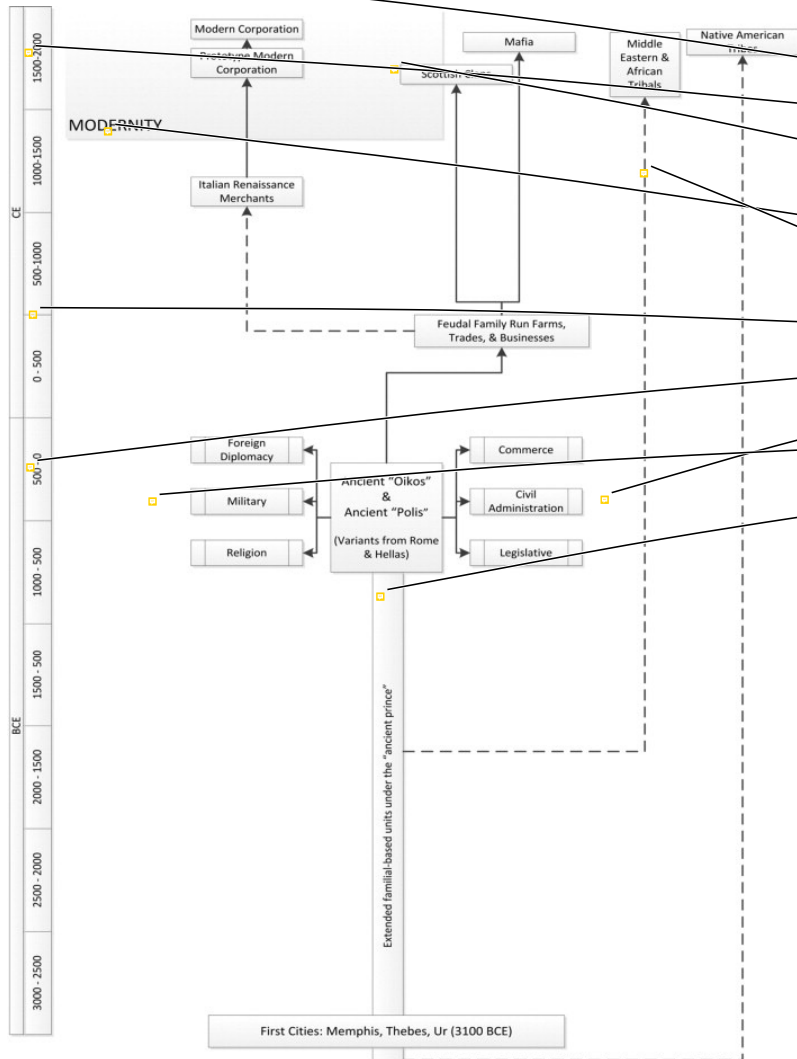 Modern Corporation
Prototype Modern
Corporation
Mafia
Scottish Clans
Middle
Eastern &
African
Tribals
Native American
Tribes
MODERNITY
Italian Renaissance
Merchants
Feudal Family Run Farms,
Trades, & Businesses
Foreign
Diplomacy
Military
Religion
Ancient "Oikos"
&
Ancient "Polis"
(Variants from Rome
& Hellas)
Commerce
Civil
Administration
Legislative
Extended familial-based units under the "ancient prince"
First Cities: Memphis, Thebes, Ur (3100 BCE)
CE
1500-2000
1000-1500
500-1000
0 - 500
BCE
500-0
1000 - 500
1500 - 500
2000 - 1500
2500 - 2000
3000 - 2500